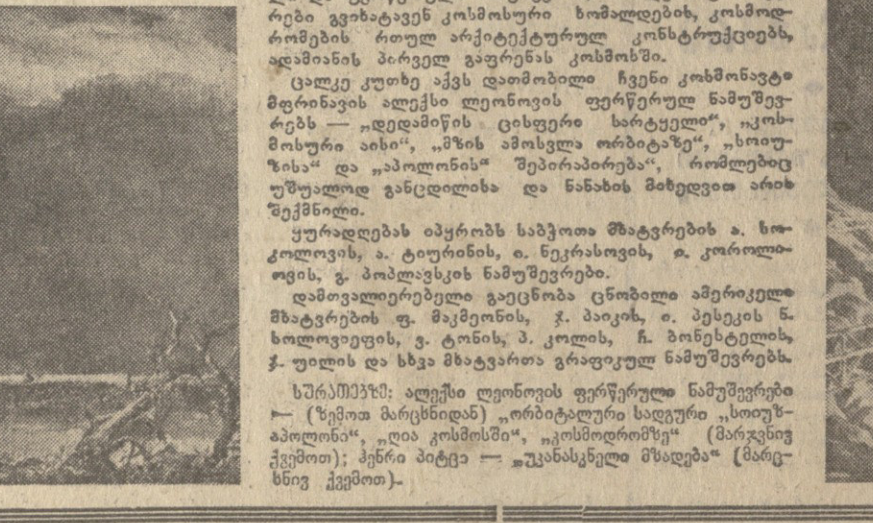 რები გვიხატავენ კოსმოსური ხომალდების, კოსმოდ-
რომების რთულ არქიტექტურულ კონსტრუქციებს,
ადამიანის პირველ გაფრენას კოსმოსში.
ცალკე კუთხე აქვს დათმობილი ჩვენი კოსმონავტი
მფრინავის ალექსი ლეონოვის ფერწერულ ნამუშევ-
რებს — „დედამიწის ცისფერი სარტყელი“, „კოს-
მოსური აისი“, „მზის ამოსვლა ორბიტაზე“, „სოიუ-
ზისა“ და „აპოლონის“ შეპირაპირება“, რომლებიც
უშუალოდ განცდილისა და ნანახის მიხედვით არის
შექმნილი.
ყურადღებას იპყრობს საბჭოთა მხატვრების ა. სო-
კოლოვის, ა. ტიურინის, ი. ნეკრასოვის, კოროლი-
ოვის, გ. პოპლავსკის ნამუშევრები.
დამთვალიერებელი გაეცნობა ცნობილი ამერიკელი
მხატვრების ფ. მაკმეონის, ჯ. პაიკის, ი. პესეკის ნ.
სოლოვიეფის, ვ. ტონის, პ. კოლის, ჩ. ბონესტელის,
ჯ. უილის და სხვა მხატვართა გრაფიკულ ნამუშევრებს.
სურათებზე: ალექსი ლეონოვის ფერწერული ნამუშევრები
— (ზემოთ მარცხნიდან) „ორბიტალური სადგური „სოიუზ-
აპოლონი“, „ღია კოსმოსში“, „კოსმოდრომზე“ (მარჯვნივ
ქვემოთ); ჰენრი პიტცი — „უკანასკნელი მზადება“ (მარც-
ხნივ ქვემოთ).